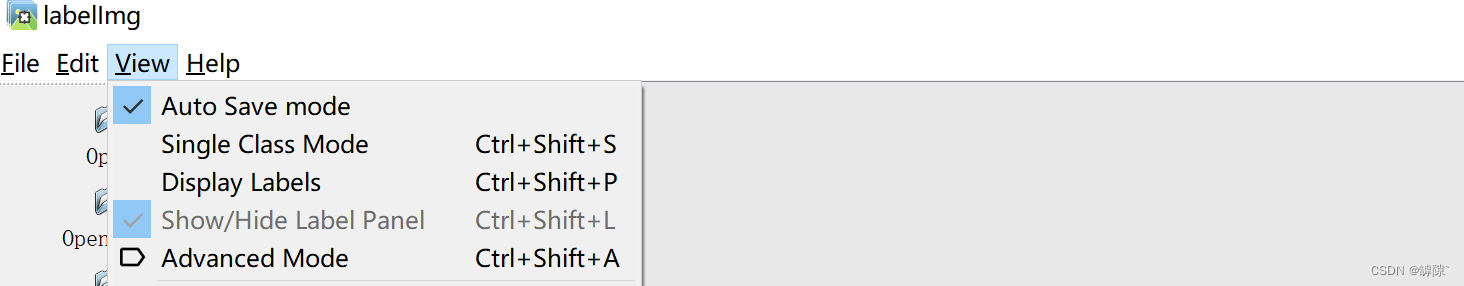 labelImg
File Edit View Help
Auto Save mode
Single Class Mode Ctrl+Shift+S
Display Labels Ctrl+Shift+P
Show/Hide Label Panel Ctrl+Shift+L
Advanced Mode Ctrl+Shift+A
Op
Open
CSDN